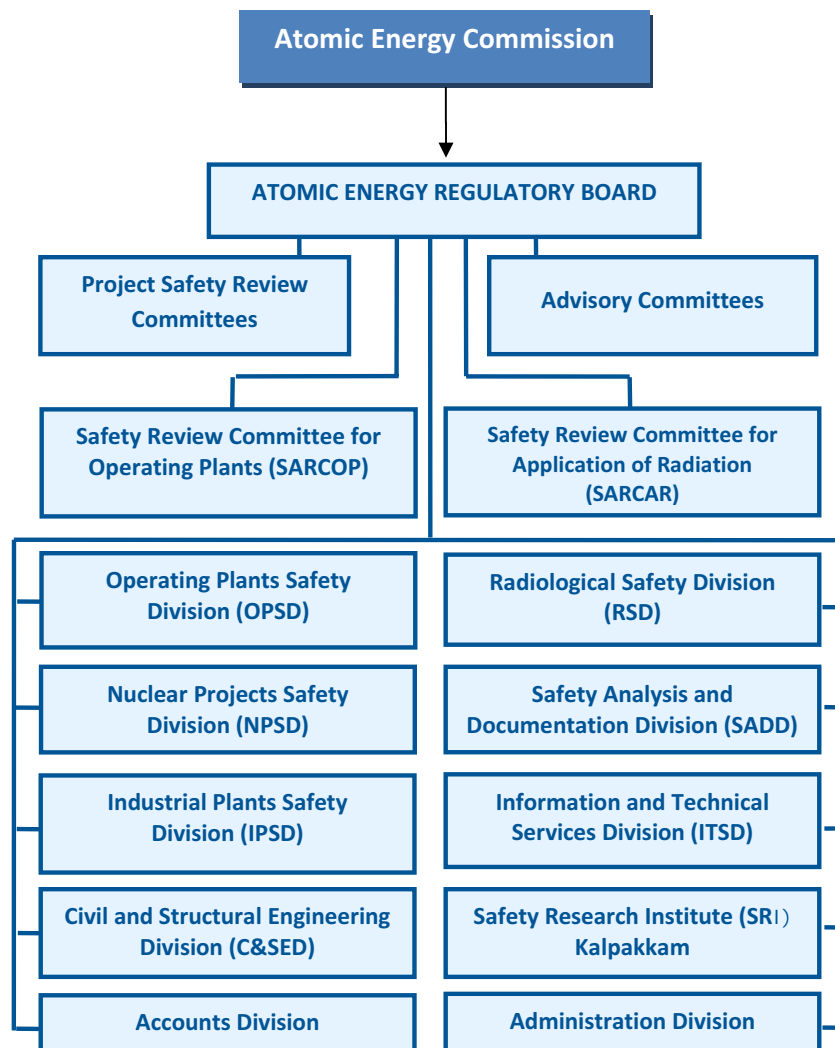 Atomic Energy Commission
ATOMIC ENERGY REGULATORY BOARD
Project Safety Review
Committees
Advisory Committees
Safety Review Committee for
Operating Plants (SARCOP)
Safety Review Committee for
Application of Radiation
(SARCAR)
Operating Plants Safety
Division (OPSD)
Radiological Safety Division
(RSD)
Nuclear Projects Safety
Division (NPSD)
Safety Analysis and
Documentation Division (SADD)
Industrial Plants Safety
Division (IPSD)
Information and Technical
Services Division (ITSD)
Civil and Structural Engineering
Division (C&SED)
Safety Research Institute (SRI)
Kalpakkam
Accounts Division
Administration Division